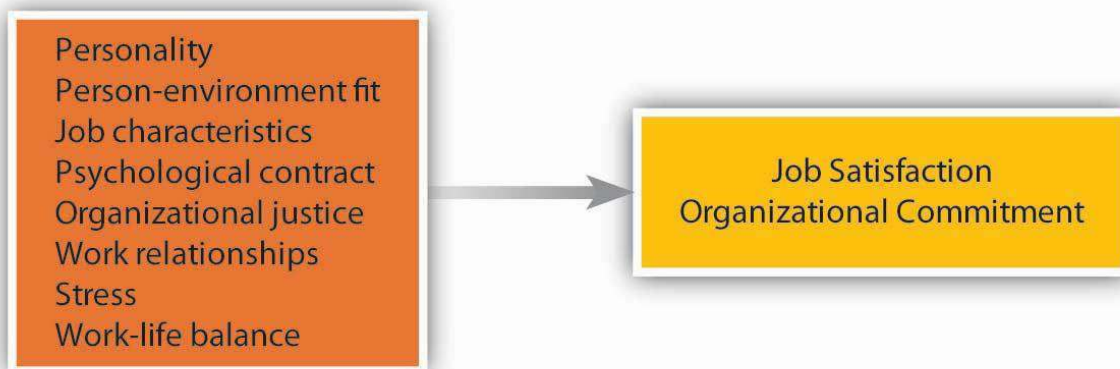 Personality
Person-environment fit
Job characteristics
Psychological contract
Organizational justice
Work relationships
Stress
Work-life balance
Job Satisfaction
Organizational Commitment